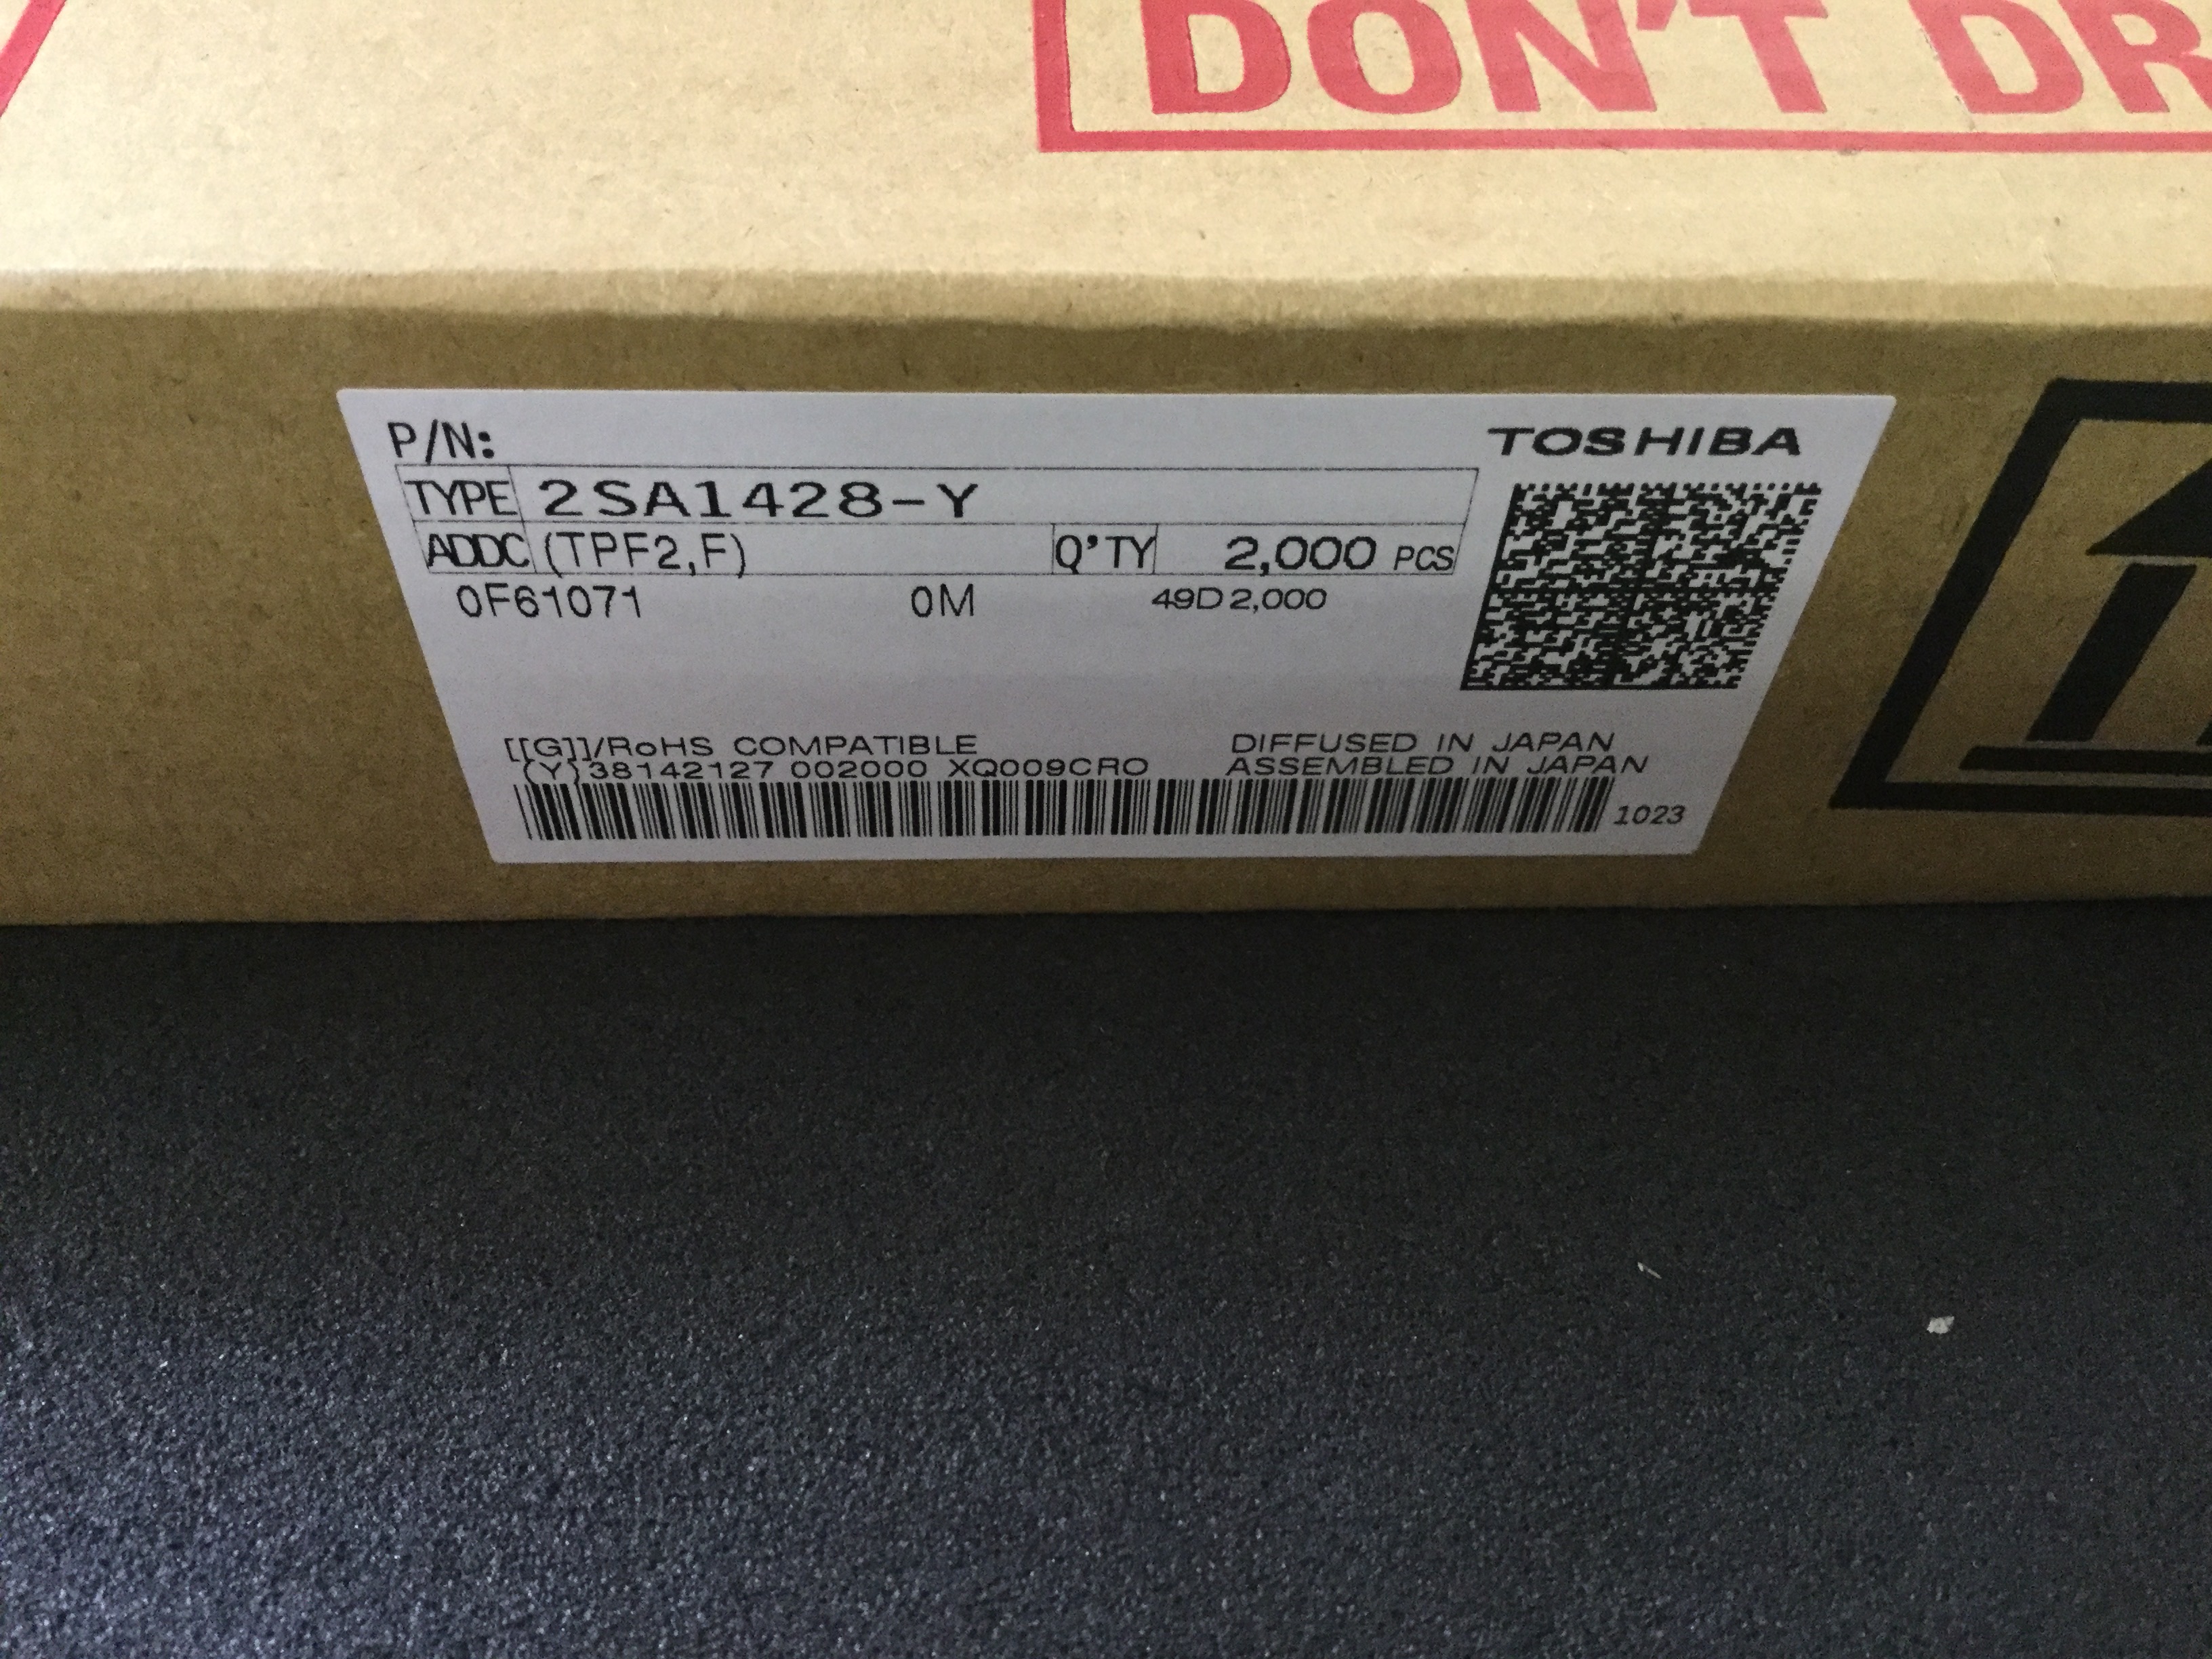 DON'T DR
P/N:
TOSHIBA
TYPE 2SA1428-Y
ADDC (TPF2,F) Q'TY 2,000 PCS
0F61071 0M 49D 2,000
[[G]]/RoHS COMPATIBLE DIFFUSED IN JAPAN
(Y)38142127 002000 XQ009CR0 ASSEMBLED IN JAPAN
1023